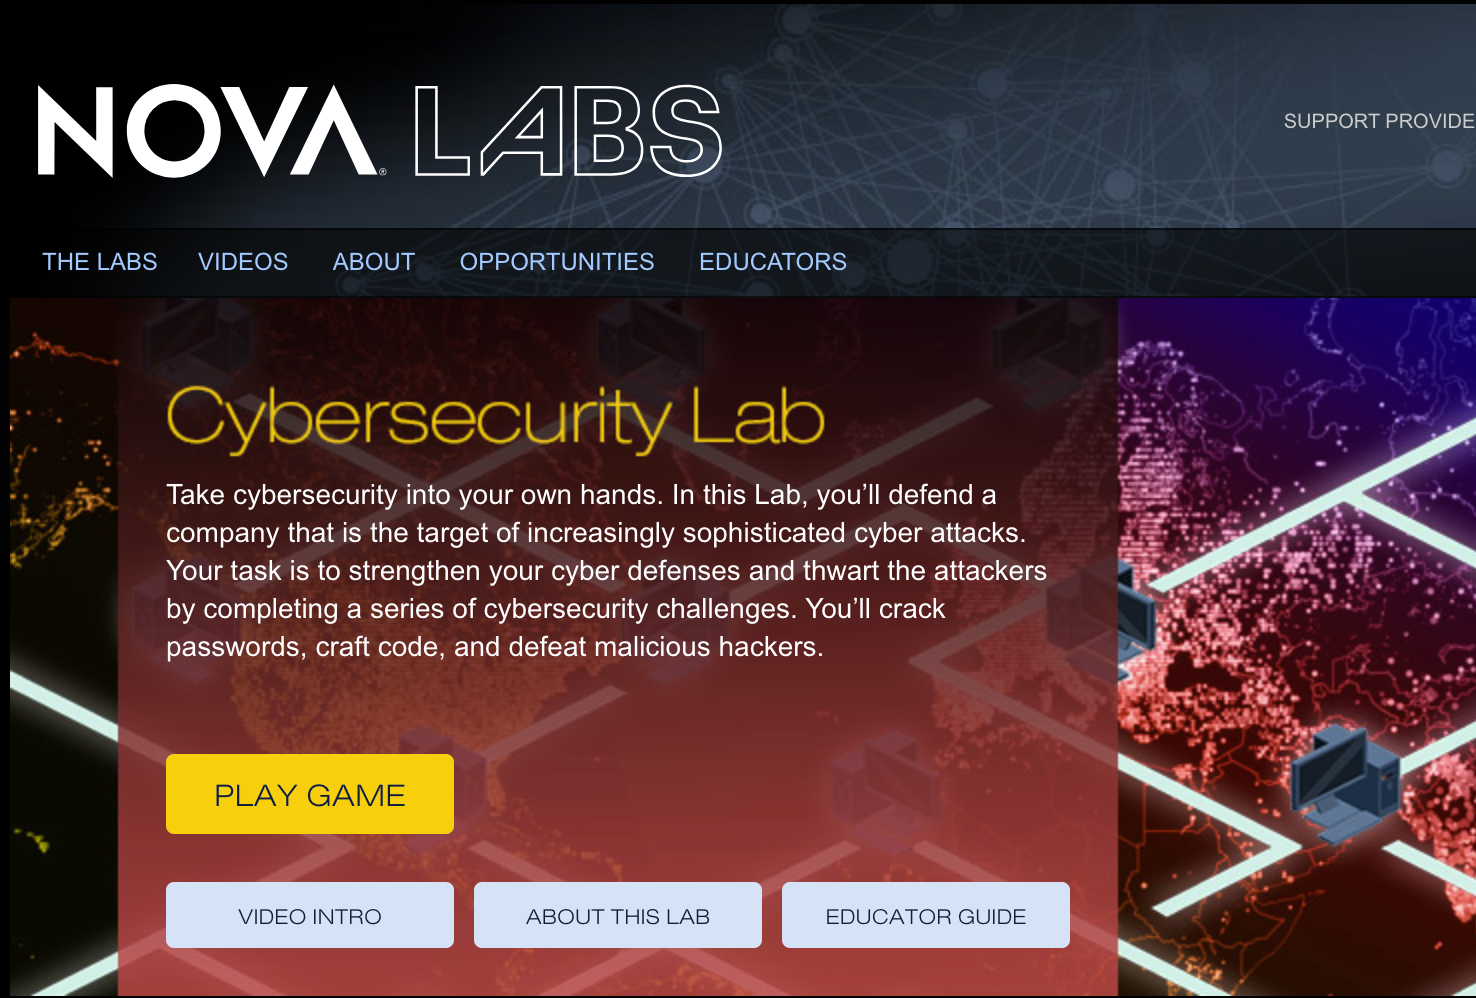 NOVA® LABS
SUPPORT PROVIDE
THE LABS VIDEOS ABOUT OPPORTUNITIES EDUCATORS
Cybersecurity Lab
Take cybersecurity into your own hands. In this Lab, you’ll defend a
company that is the target of increasingly sophisticated cyber attacks.
Your task is to strengthen your cyber defenses and thwart the attackers
by completing a series of cybersecurity challenges. You’ll crack
passwords, craft code, and defeat malicious hackers.
PLAY GAME
VIDEO INTRO ABOUT THIS LAB EDUCATOR GUIDE